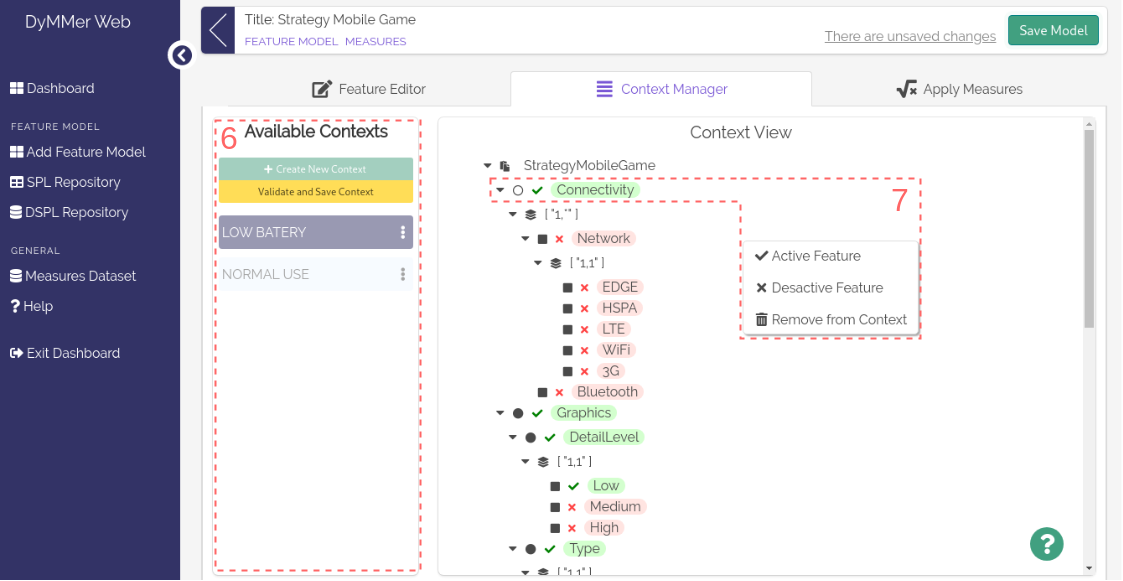 DyMMer Web
Dashboard
FEATURE MODEL
Add Feature Model
SPL Repository
DSPL Repository
GENERAL
Measures Dataset
Help
Exit Dashboard
Title: Strategy Mobile Game
FEATURE MODEL MEASURES
There are unsaved changes
Save Model
Feature Editor
Context Manager
Apply Measures
6
Available Contexts
Create New Context
Validate and Save Context
LOW BATERY
NORMAL USE
Context View
StrategyMobileGame
Connectivity
7
[ "1,*" ]
Network
[ "1,1" ]
EDGE
HSPA
LTE
WiFi
3G
Bluetooth
Graphics
DetailLevel
[ "1,1" ]
Low
Medium
High
Type
[ "1,1" ]
Active Feature
Desactive Feature
Remove from Context
?